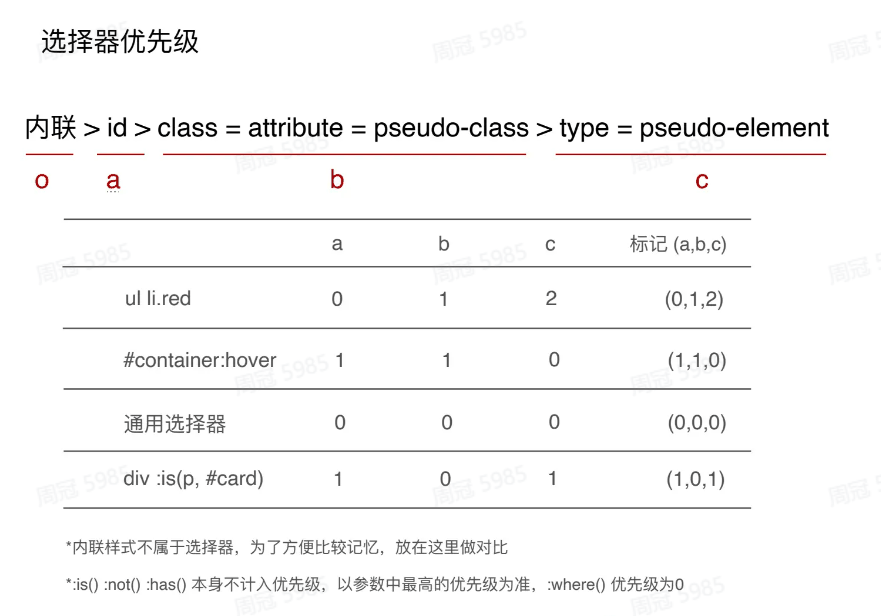 选择器优先级
内联 > id > class = attribute = pseudo-class > type = pseudo-element
o a b c
a b c 标记 (a,b,c)
ul li.red 0 1 2 (0,1,2)
#container:hover 1 1 0 (1,1,0)
通用选择器 0 0 0 (0,0,0)
div :is(p, #card) 1 0 1 (1,0,1)
*内联样式不属于选择器，为了方便比较记忆，放在这里做对比
*:is() :not() :has() 本身不计入优先级，以参数中最高的优先级为准，:where() 优先级为0
周冠 5985